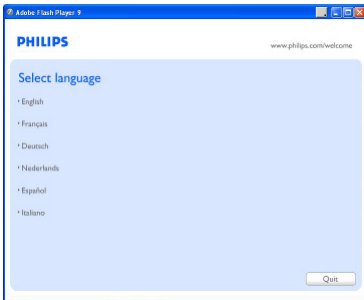 Adobe Flash Player 9
PHILIPS
www.philips.com/welcome
Select language
English
Français
Deutsch
Nederlands
Español
Italiano
Quit